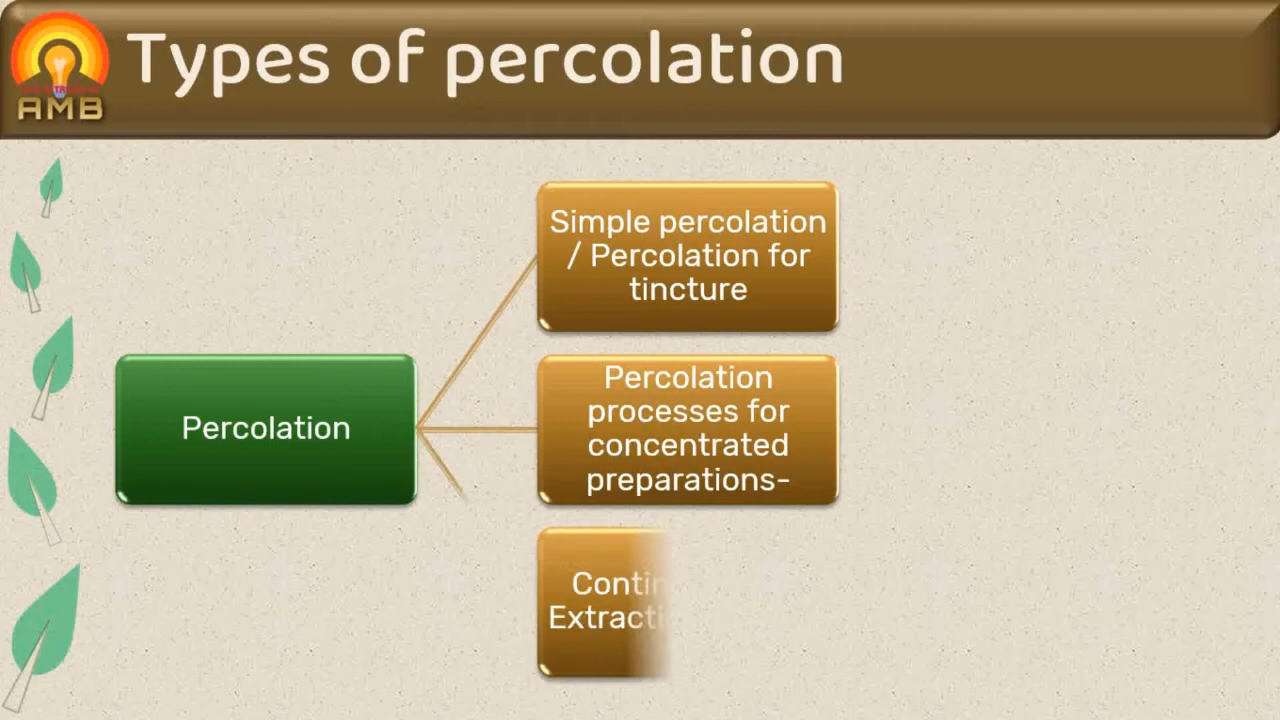 Types of percolation
AMB
Simple percolation
/ Percolation for
tincture
Percolation
Percolation
processes for
concentrated
preparations-